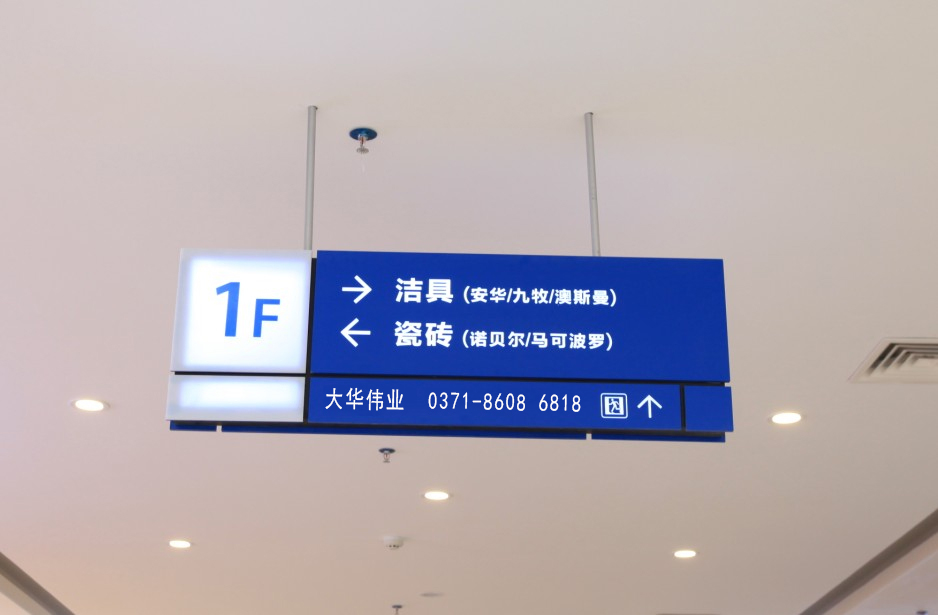 1F
→ 洁具 (安华/九牧/澳斯曼)
← 瓷砖 (诺贝尔/马可波罗)
大华伟业 0371-8608 6818 ↑